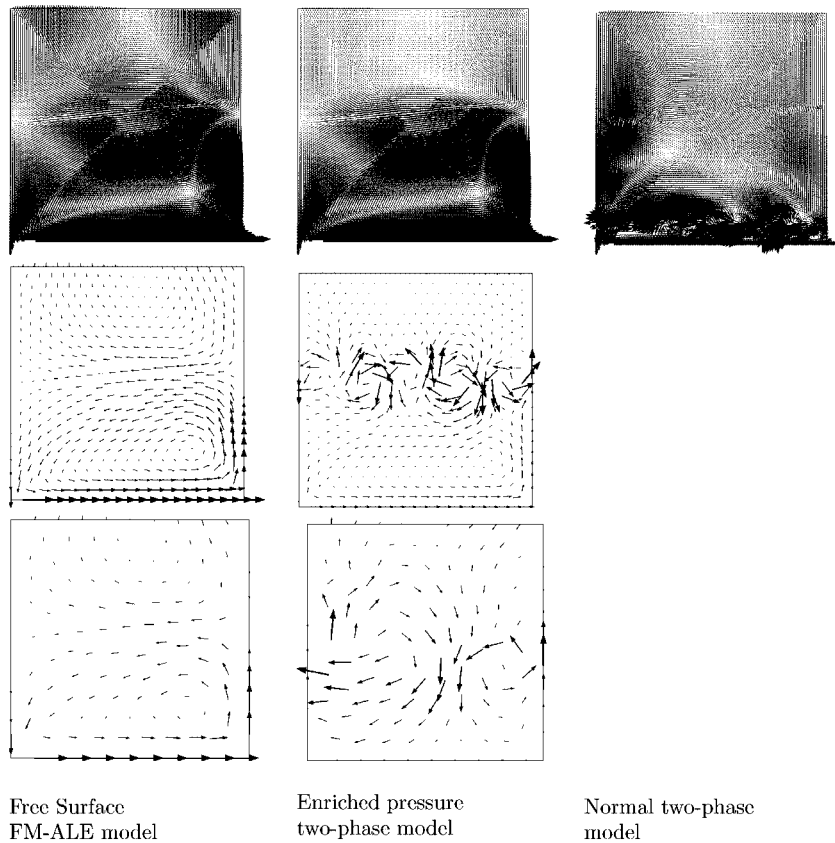 Free Surface
FM-ALE model
Enriched pressure
two-phase model
Normal two-phase
model